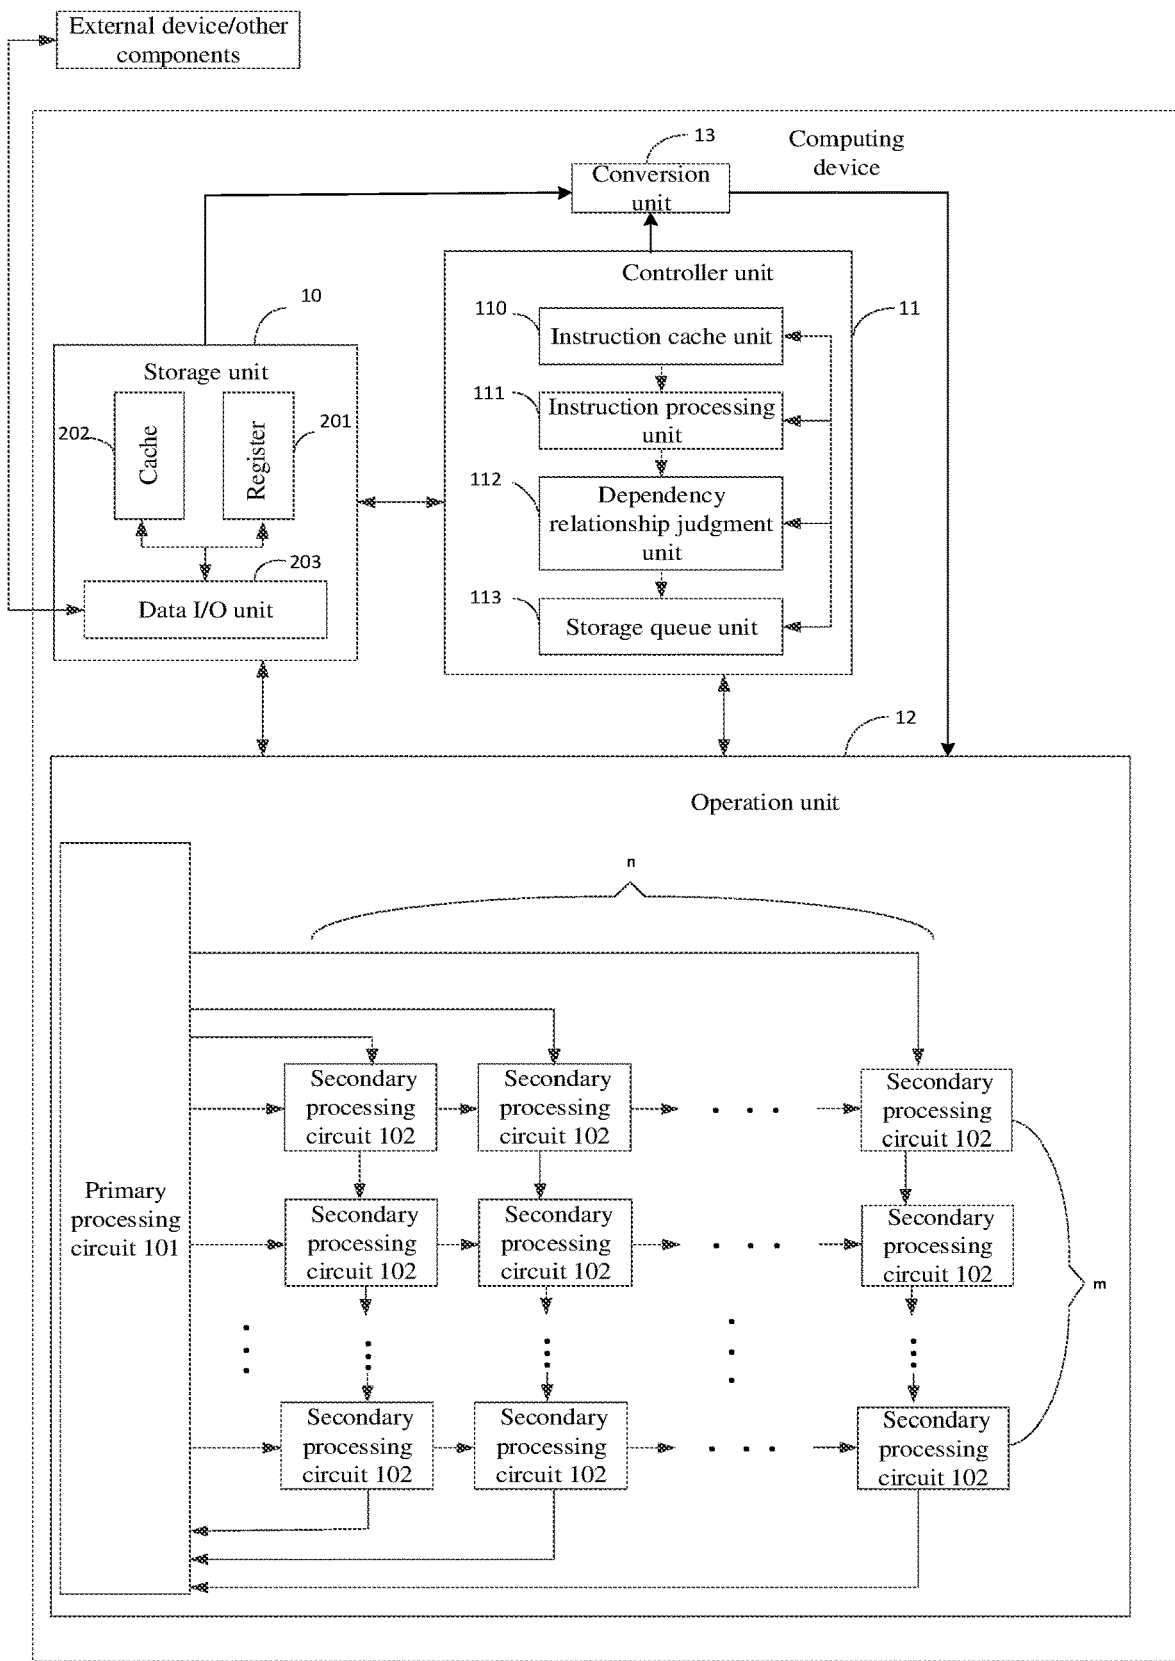 External device/other
components
13
Computing
device
Conversion
unit
Controller unit
10
11
110
Instruction cache unit
Storage unit
111
Instruction processing
unit
202
Cache
Register
201
112
Dependency
relationship judgment
unit
203
Data I/O unit
113
Storage queue unit
12
Operation unit
n
Primary
processing
circuit 101
Secondary
processing
circuit 102
Secondary
processing
circuit 102
Secondary
processing
circuit 102
Secondary
processing
circuit 102
Secondary
processing
circuit 102
Secondary
processing
circuit 102
m
Secondary
processing
circuit 102
Secondary
processing
circuit 102
Secondary
processing
circuit 102